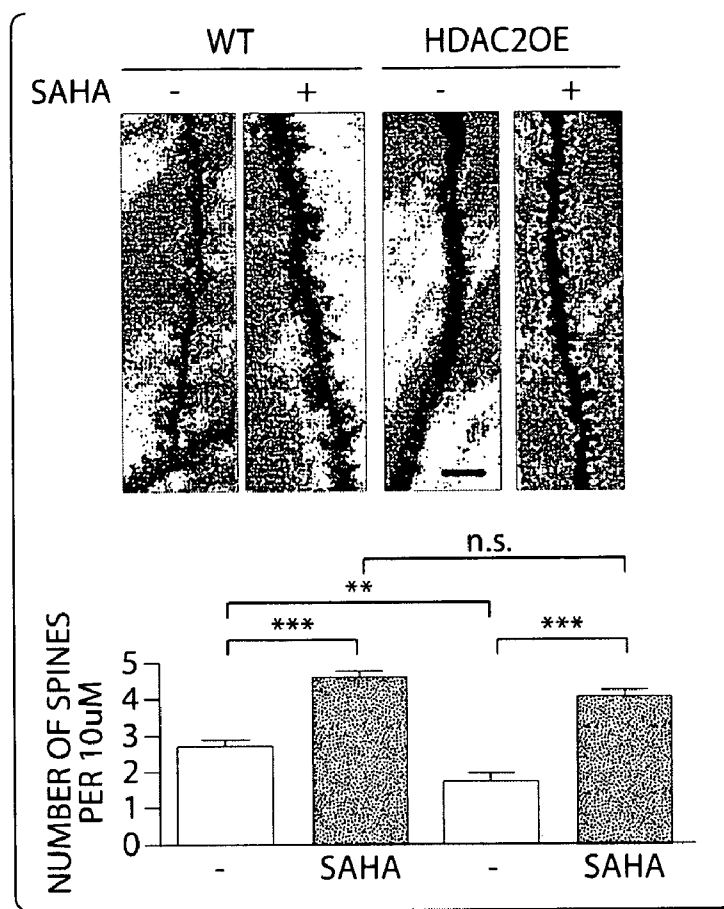 WT HDAC2OE
SAHA - + - +
n.s.
**
*** ***
NUMBER OF SPINES
PER 10uM
5
4
3
2
1
0
- SAHA - SAHA